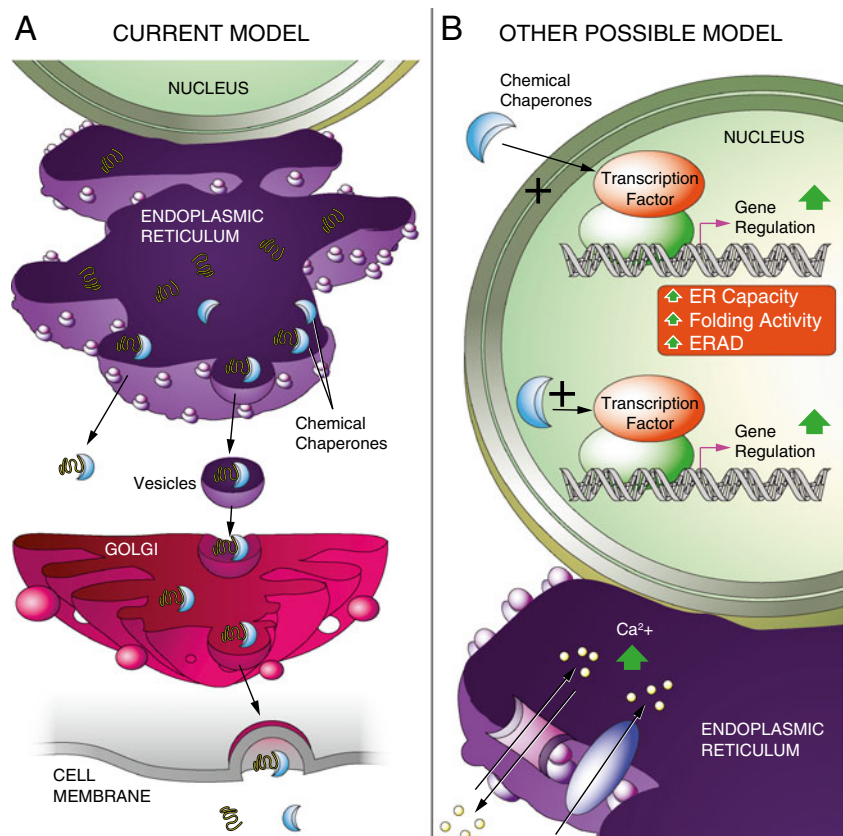 A
CURRENT MODEL
NUCLEUS
ENDOPLASMIC
RETICULUM
Chemical
Chaperones
Vesicles
GOLGI
CELL
MEMBRANE
B
OTHER POSSIBLE MODEL
Chemical
Chaperones
NUCLEUS
+
Transcription
Factor
Gene
Regulation
ER Capacity
Folding Activity
ERAD
+
Transcription
Factor
Gene
Regulation
Ca²+
ENDOPLASMIC
RETICULUM